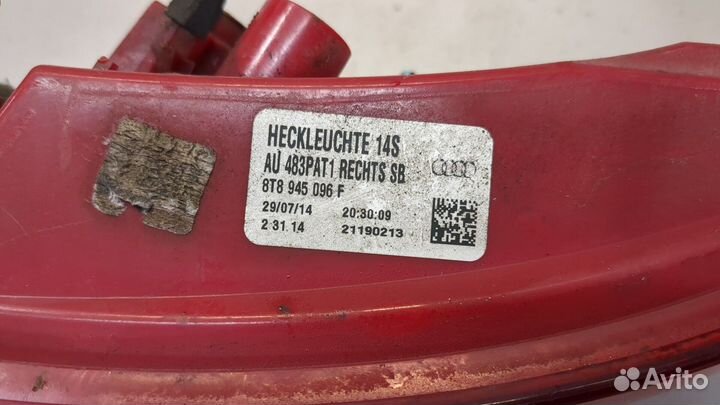 HECKLEUCHTE 14S
AU 483PAT1 RECHTS SB
8T8 945 096 F
29/07/14 20:30:09
2 31 14 21190213
Avito